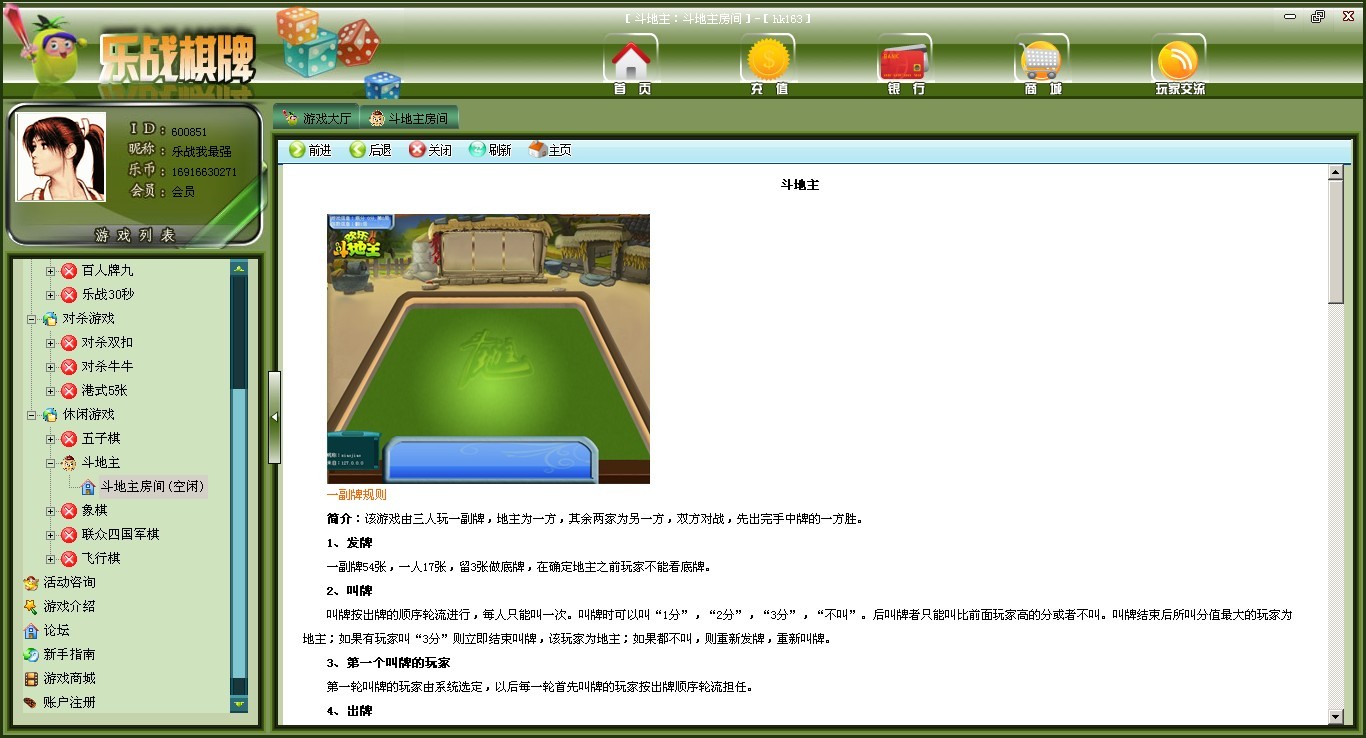 [ 斗地主：斗地主房间 ] - [ hk163 ]
乐战棋牌
首 页
充 值
银 行
商 城
玩家交流
I D：600851
昵称：乐战我最强
乐币：16916630271
会员：会员
游 戏 列 表
百人牌九
乐战30秒
对杀游戏
对杀双扣
对杀牛牛
港式5张
休闲游戏
五子棋
斗地主
斗地主房间(空闲)
象棋
联众四国军棋
飞行棋
活动咨询
游戏介绍
论坛
新手指南
游戏商城
账户注册
游戏大厅
斗地主房间
前进
后退
关闭
刷新
主页
斗地主
欢乐斗地主
斗地主
一副牌规则
简介：该游戏由三人玩一副牌，地主为一方，其余两家为另一方，双方对战，先出完手中牌的一方胜。
1、发牌
一副牌54张，一人17张，留3张做底牌，在确定地主之前玩家不能看底牌。
2、叫牌
叫牌按出牌的顺序轮流进行，每人只能叫一次。叫牌时可以叫“1分”，“2分”，“3分”，“不叫”。后叫牌者只能叫比前面玩家高的分或者不叫。叫牌结束后所叫分值最大的玩家为
地主；如果有玩家叫“3分”则立即结束叫牌，该玩家为地主；如果都不叫，则重新发牌，重新叫牌。
3、第一个叫牌的玩家
第一轮叫牌的玩家由系统选定，以后每一轮首先叫牌的玩家按出牌顺序轮流担任。
4、出牌